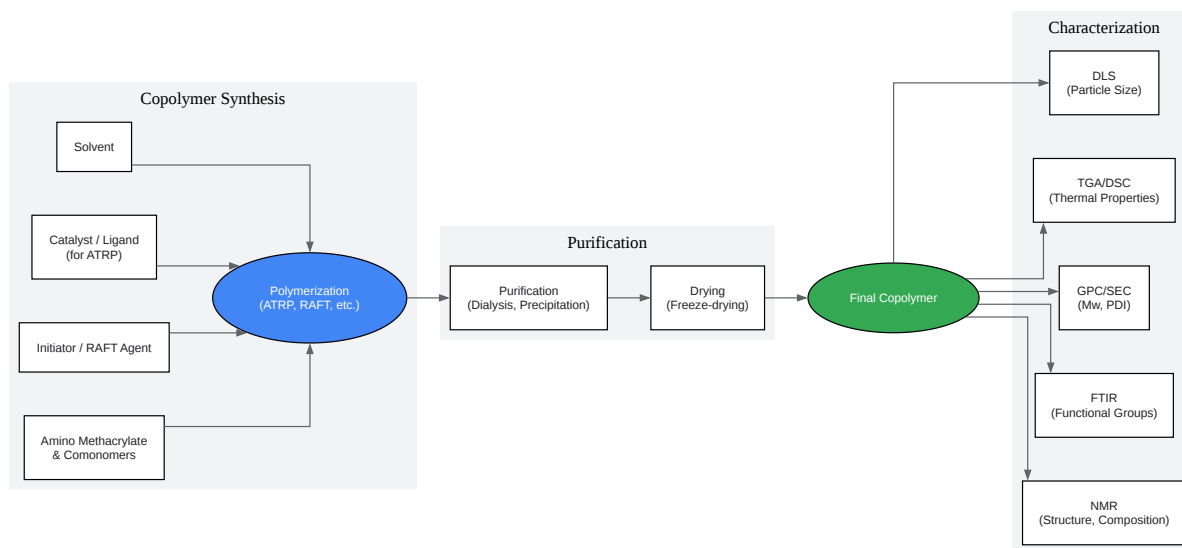 Copolymer Synthesis
Solvent
Catalyst / Ligand
(for ATRP)
Initiator / RAFT Agent
Amino Methacrylate
& Comonomers
Polymerization
(ATRP, RAFT, etc.)
Purification
Purification
(Dialysis, Precipitation)
Drying
(Freeze-drying)
Final Copolymer
Characterization
DLS
(Particle Size)
TGA/DSC
(Thermal Properties)
GPC/SEC
(Mw, PDI)
FTIR
(Functional Groups)
NMR
(Structure, Composition)